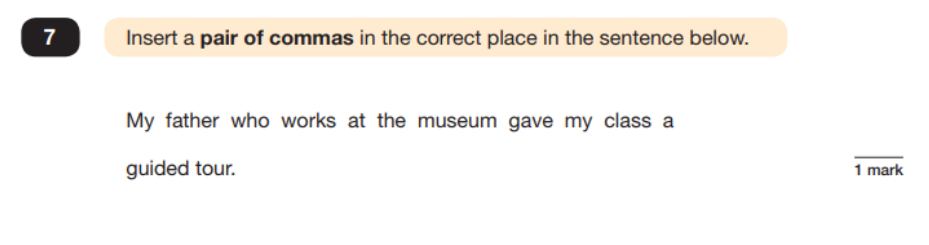 7
Insert a pair of commas in the correct place in the sentence below.
My father who works at the museum gave my class a
guided tour.
1 mark